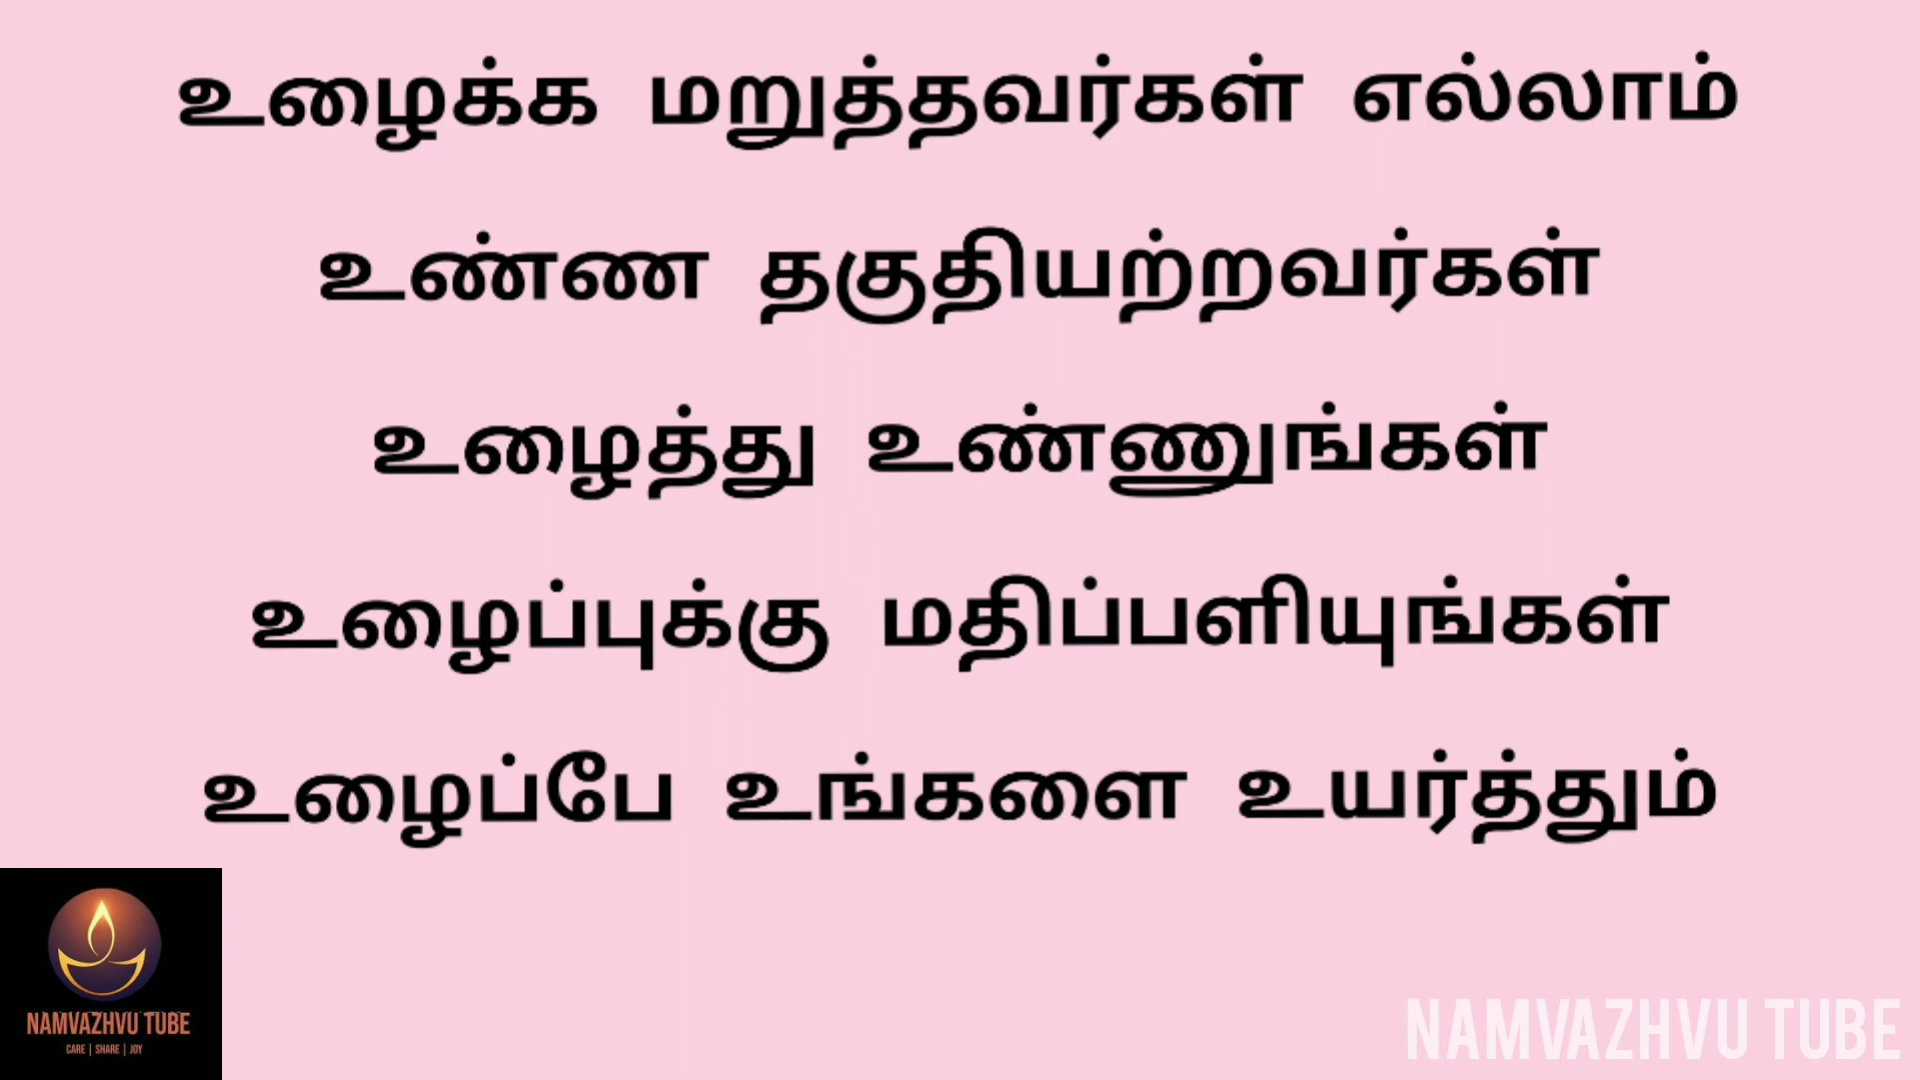 உழைக்க மறுத்தவர்கள் எல்லாம்
உண்ண தகுதியற்றவர்கள்
உழைத்து உண்ணுங்கள்
உழைப்புக்கு மதிப்பளியுங்கள்
உழைப்பே உங்களை உயர்த்தும்
NAMVAZHVU TUBE
CARE | SHARE | JOY
NAMVAZHVU TUBE